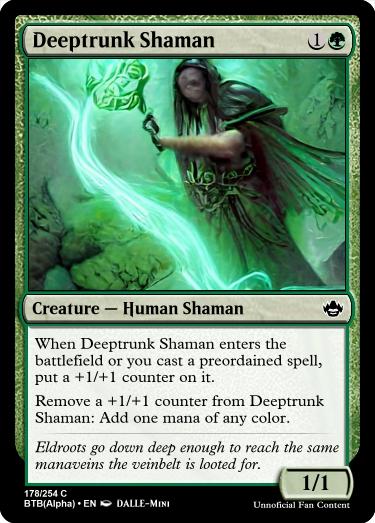 Deeptrunk Shaman 1
Creature — Human Shaman
When Deeptrunk Shaman enters the
battlefield or you cast a preordained spell,
put a +1/+1 counter on it.
Remove a +1/+1 counter from Deeptrunk
Shaman: Add one mana of any color.
Eldroots go down deep enough to reach the same
manaveins the veinbelt is looted for.
1/1
178/254 C
BTB(Alpha) • EN DALLE-Mini
Unofficial Fan Content